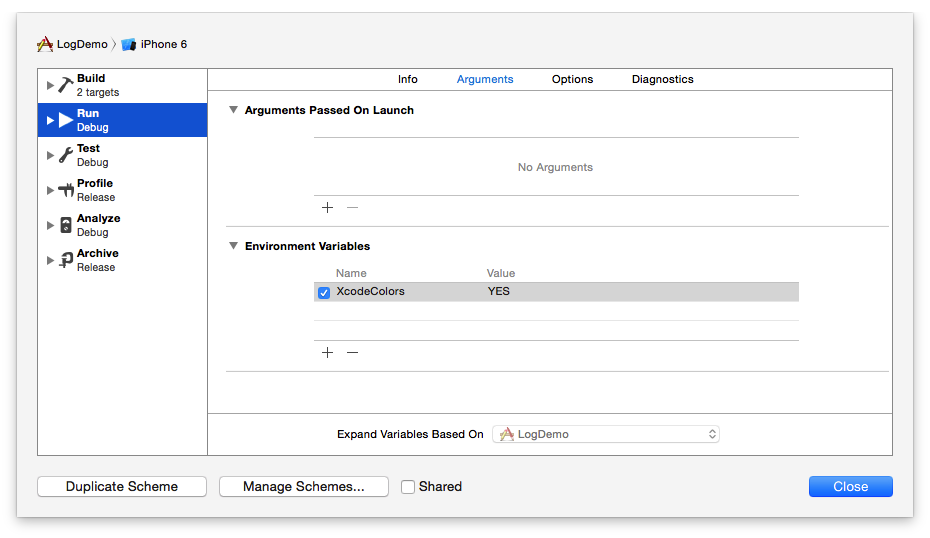 LogDemo iPhone 6
Build
2 targets
Run
Debug
Test
Debug
Profile
Release
Analyze
Debug
Archive
Release
Info Arguments Options Diagnostics
Arguments Passed On Launch
No Arguments
Environment Variables
Name Value
XcodeColors YES
Expand Variables Based On LogDemo
Duplicate Scheme Manage Schemes... Shared Close